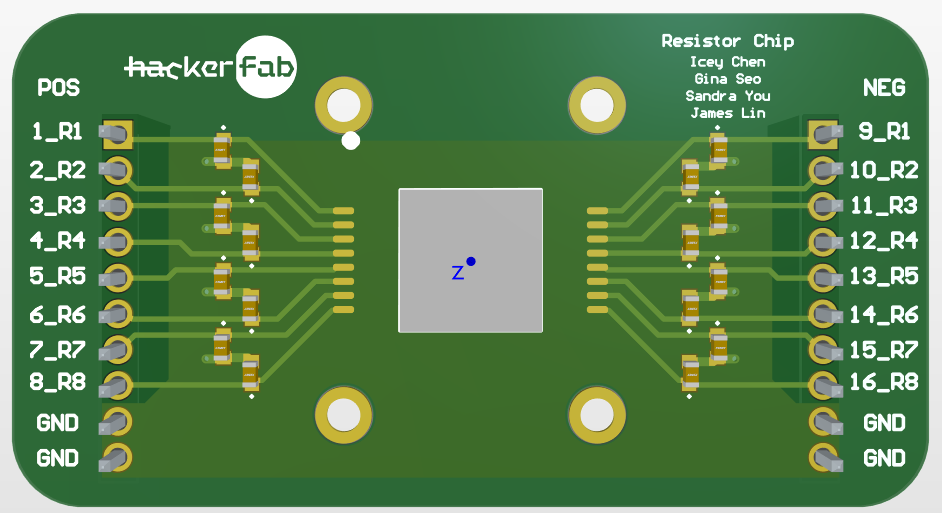 hackerfab
Resistor Chip
Icey Chen
Gina Seo
Sandra You
James Lin
POS
NEG
1_R1
9_R1
2_R2
10_R2
3_R3
11_R3
4_R4
12_R4
5_R5
13_R5
6_R6
14_R6
7_R7
15_R7
8_R8
16_R8
GND
GND
GND
GND
Z